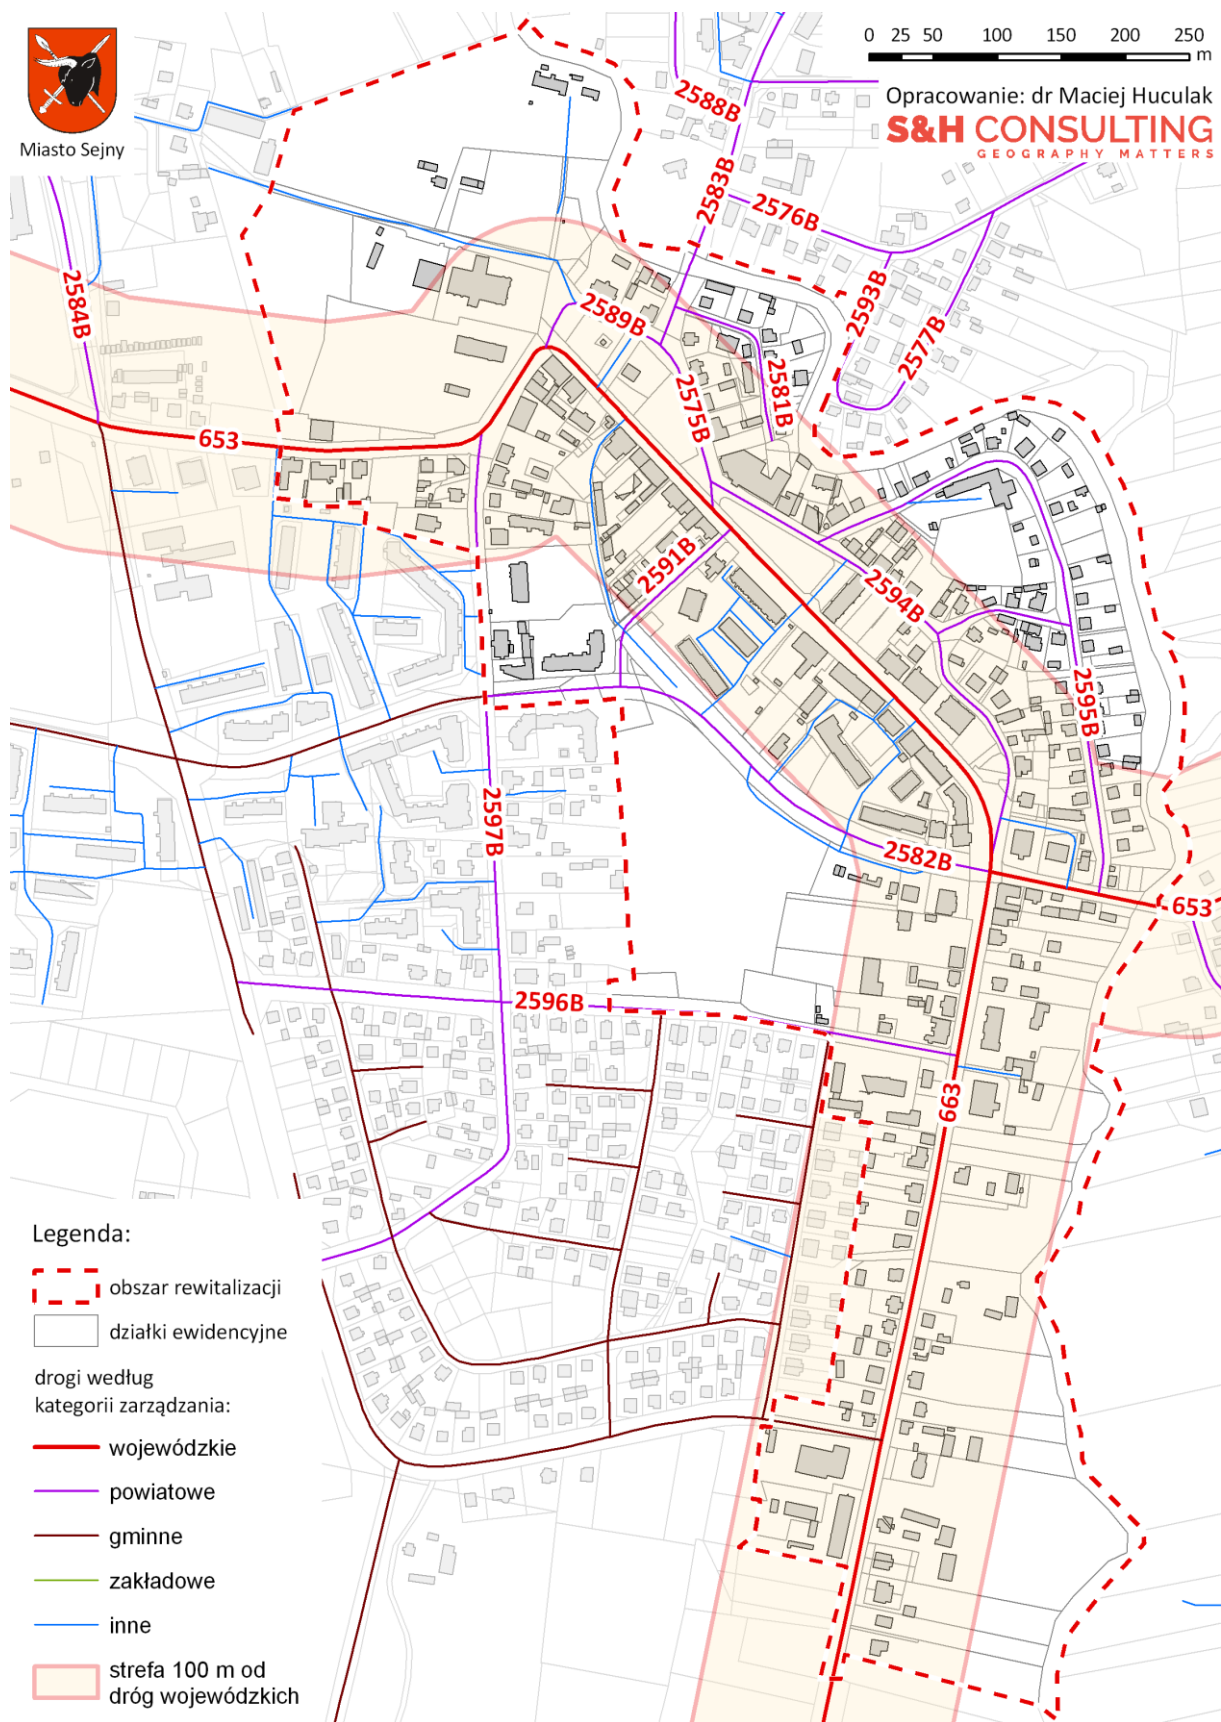 0 25 50 100 150 200 250
m
Opracowanie: dr Maciej Huculak
S&H CONSULTING
GEOGRAPHY MATTERS
Miasto Sejny
2588B
2583B
2576B
2584B
2593B
2589B
2577B
2581B
2575B
653
2591B
2594B
2595B
2597B
2582B
653
2596B
663
Legenda:
obszar rewitalizacji
działki ewidencyjne
drogi według
kategorii zarządzania:
wojewódzkie
powiatowe
gminne
zakładowe
inne
strefa 100 m od
dróg wojewódzkich